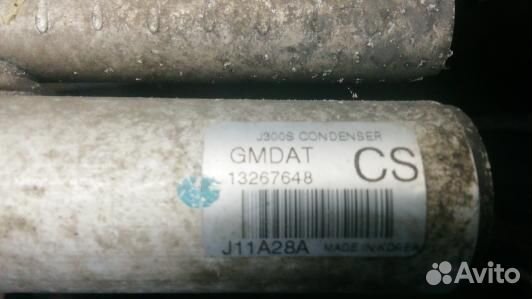 J300S CONDENSER
GMDAT
CS
13267648
J11A28A MADE IN KOREA
Avito